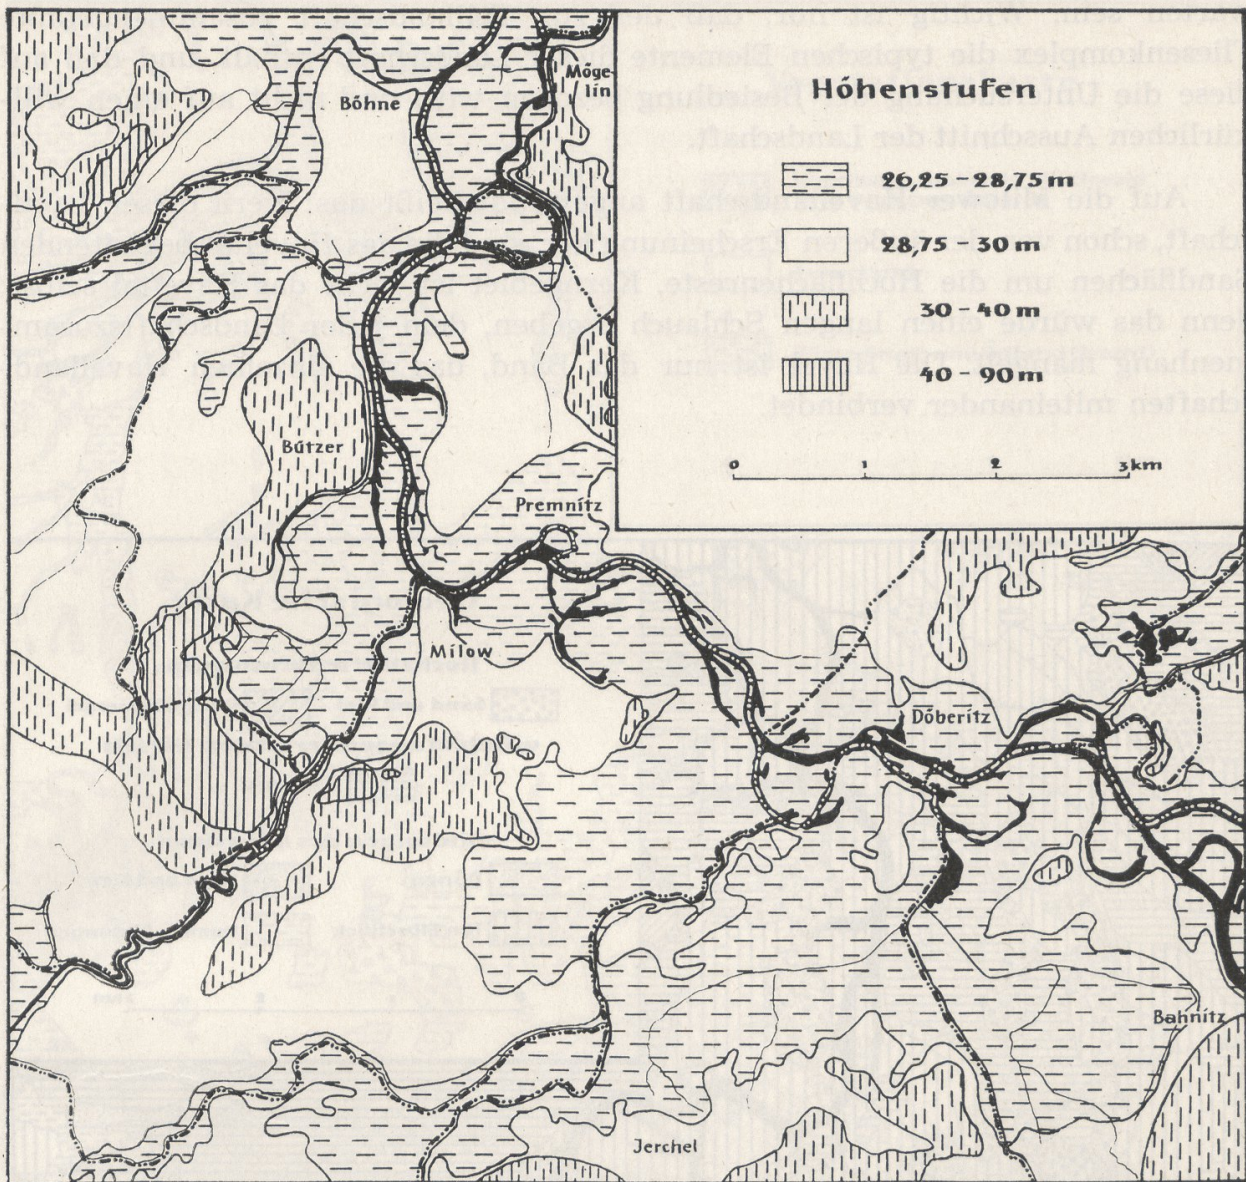 Höhenstufen
26,25 - 28,75 m
28,75 - 30 m
30 - 40 m
40 - 90 m
0 1 2 3 km
Böhne
Möge-
lin
Bützer
Premnitz
Milow
Döberitz
Bahnitz
Jerchel